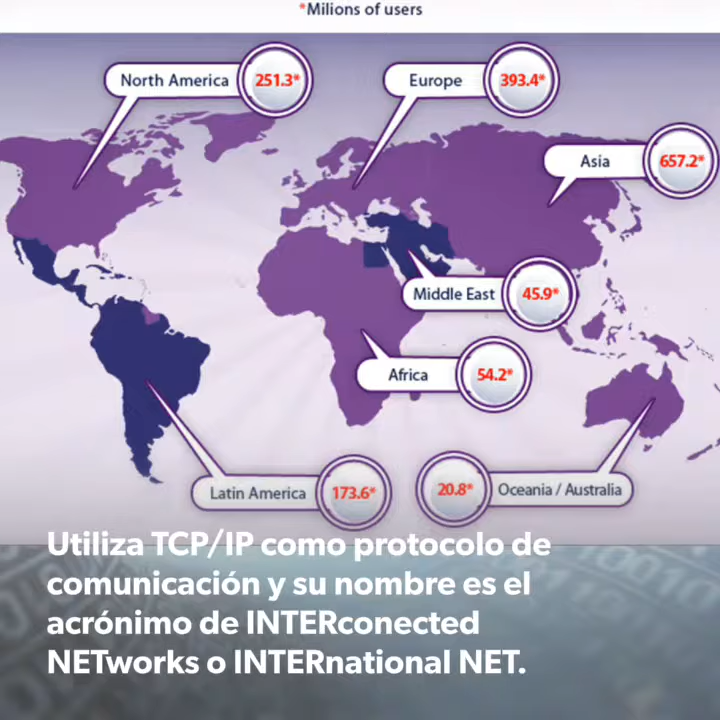 *Milions of users
North America 251.3*
Europe 393.4*
Asia 657.2*
Middle East 45.9*
Africa 54.2*
Latin America 173.6*
20.8* Oceania / Australia
Utiliza TCP/IP como protocolo de
comunicación y su nombre es el
acrónimo de INTERconected
NETworks o INTERnational NET.